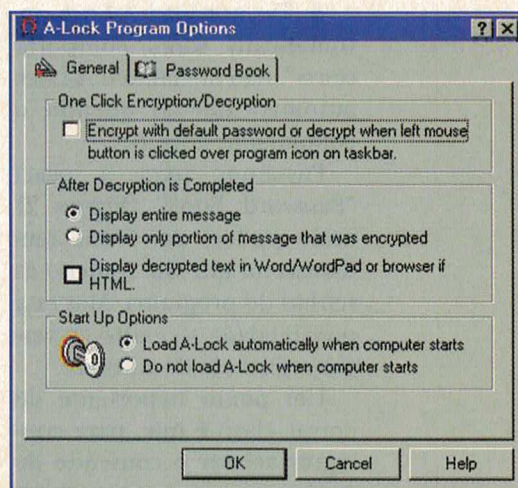 A-Lock Program Options
General
Password Book
One Click Encryption/Decryption
Encrypt with default password or decrypt when left mouse
button is clicked over program icon on taskbar.
After Decryption is Completed
Display entire message
Display only portion of message that was encrypted
Display decrypted text in Word/WordPad or browser if
HTML.
Start Up Options
Load A-Lock automatically when computer starts
Do not load A-Lock when computer starts
OK
Cancel
Help